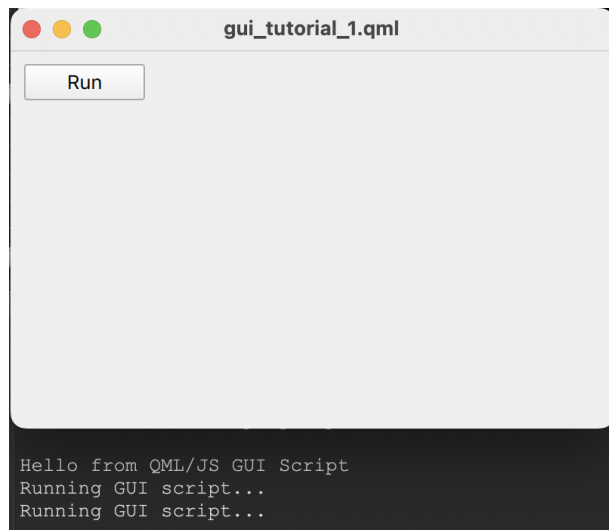 gui_tutorial_1.qml
Run
Hello from QML/JS GUI Script
Running GUI script...
Running GUI script...